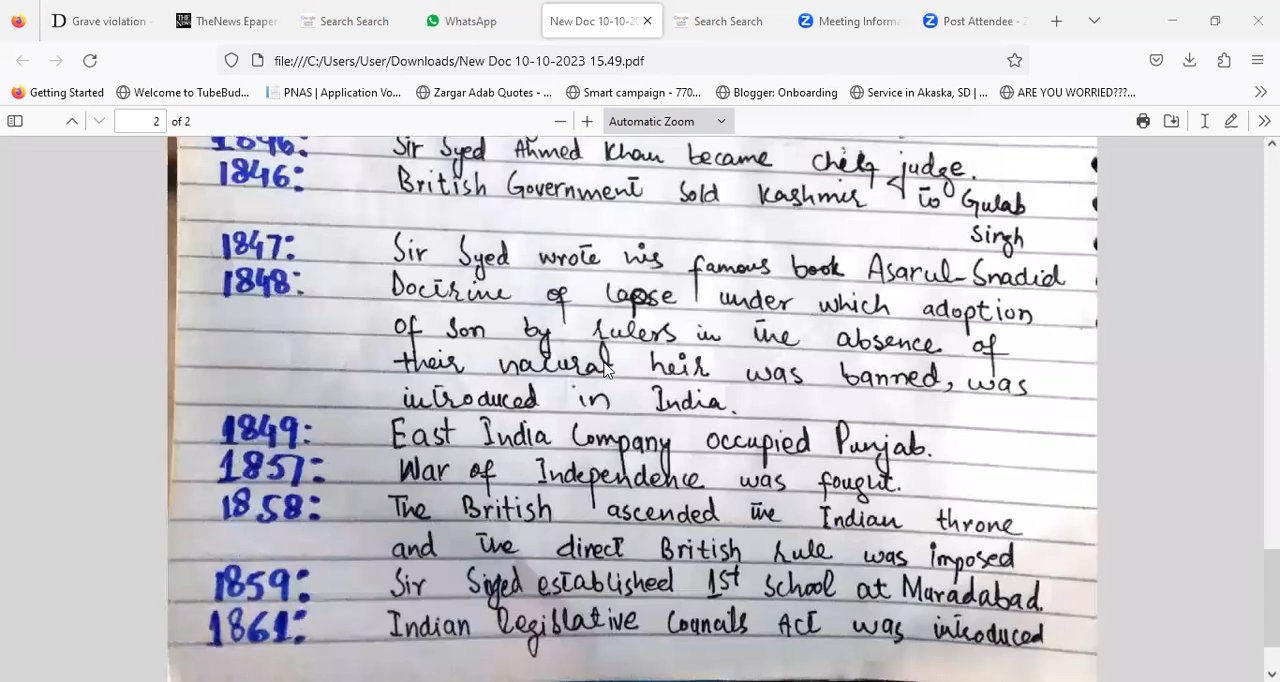 Grave violation
TheNews Epaper
Search Search
WhatsApp
New Doc 10-10-20
Search Search
Meeting Informa
Post Attendee - 2
file:///C:/Users/User/Downloads/New Doc 10-10-2023 15.49.pdf
Getting Started
Welcome to TubeBud...
PNAS | Application Vo...
Zargar Adab Quotes - ...
Smart campaign - 770...
Blogger: Onboarding
Service in Akaska, SD | ...
ARE YOU WORRIED???...
2 of 2
Automatic Zoom
1846: Sir Syed Ahmed Khan became chief judge.
1846: British Government sold Kashmir to Gulab
Singh
1847: Sir Syed wrote his famous book Asarul-Snadid
1848: Doctrine of lapse under which adoption
of son by rulers in the absence of
their natural heir was banned, was
introduced in India.
1849: East India Company occupied Punjab.
1857: War of Independence was fought.
1858: The British ascended the Indian throne
and the direct British rule was imposed
1859: Sir Syed established 1st School at Muradabad.
1861: Indian Legislative Councils Act was introduced